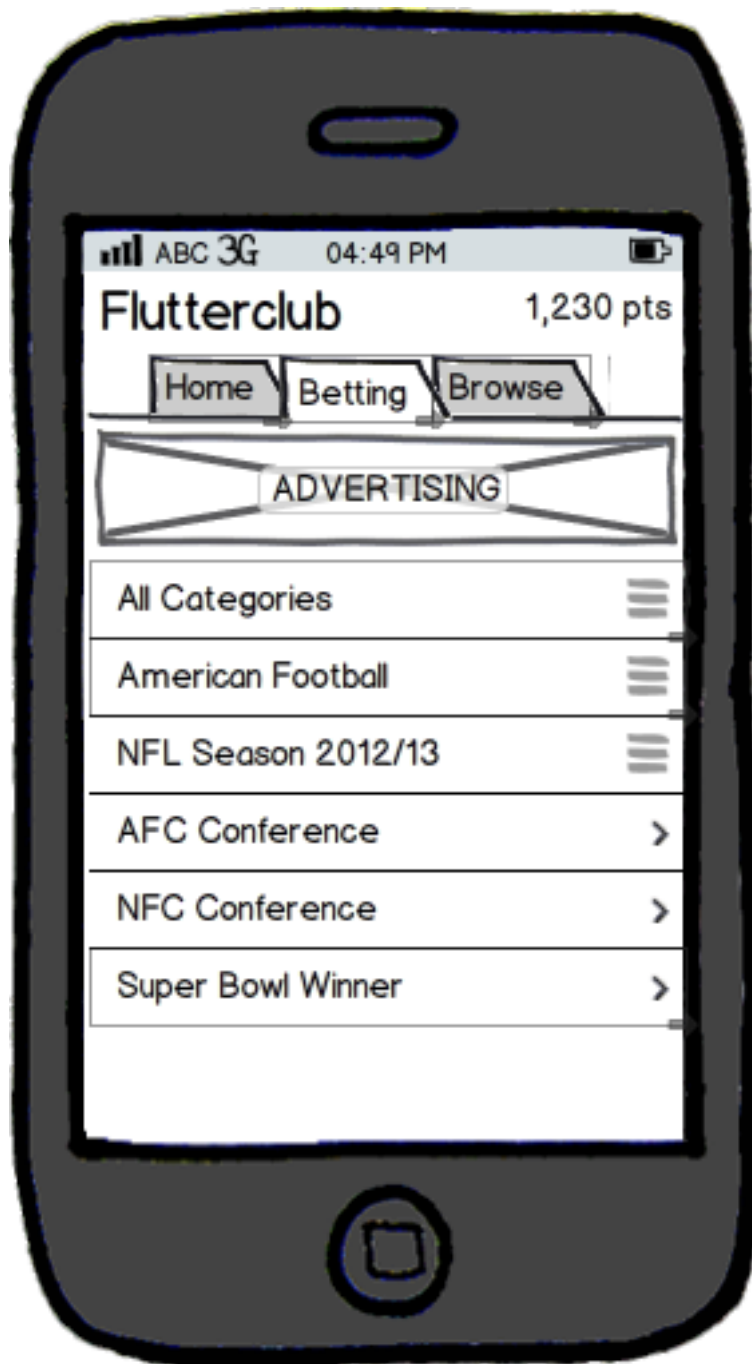 ABC 3G 04:49 PM
Flutterclub 1,230 pts
Home Betting Browse
ADVERTISING
All Categories
American Football
NFL Season 2012/13
AFC Conference
NFC Conference
Super Bowl Winner